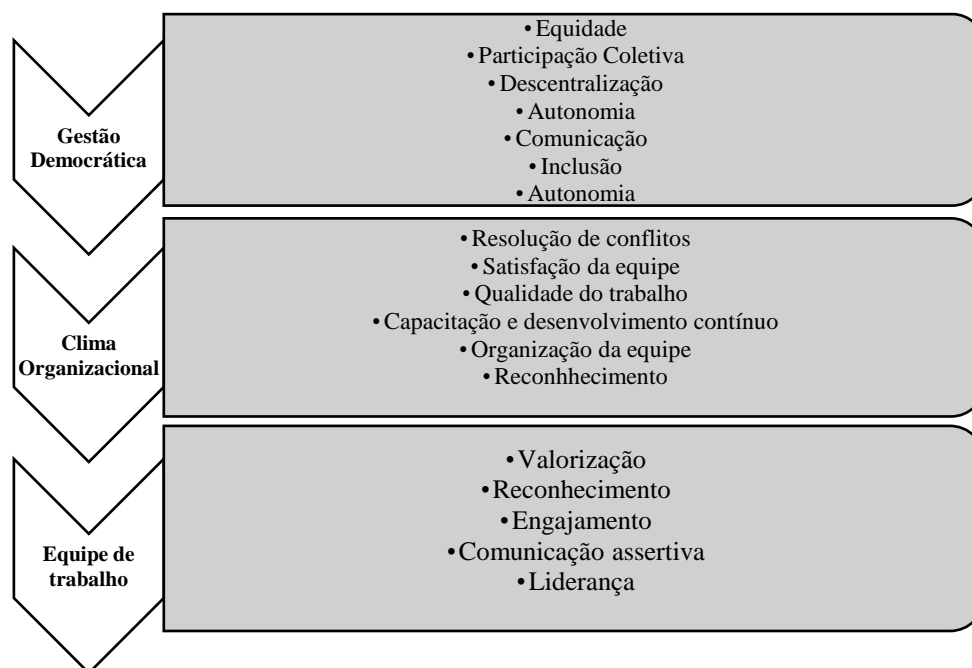 Gestão
Democrática
• Equidade
• Participação Coletiva
• Descentralização
• Autonomia
• Comunicação
• Inclusão
• Autonomia
Clima
Organizacional
• Resolução de conflitos
• Satisfação da equipe
• Qualidade do trabalho
• Capacitação e desenvolvimento contínuo
• Organização da equipe
• Reconhhecimento
Equipe de
trabalho
• Valorização
• Reconhecimento
• Engajamento
• Comunicação assertiva
• Liderança